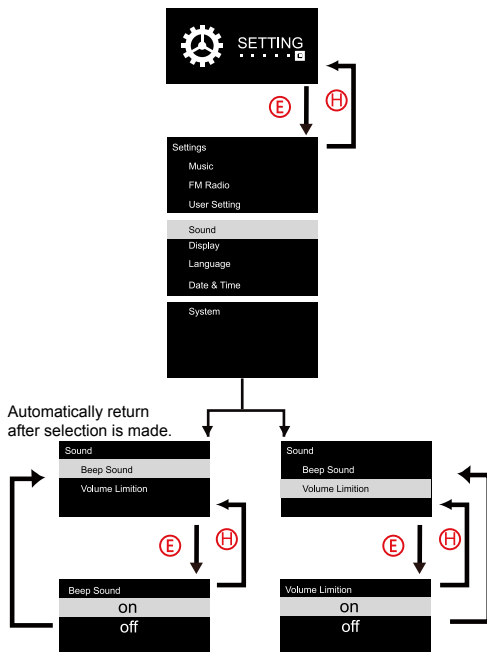 SETTING
C
E
H
Settings
Music
FM Radio
User Setting
Sound
Display
Language
Date & Time
System
Automatically return
after selection is made.
Sound
Beep Sound
Volume Limition
E
H
Beep Sound
on
off
Sound
Beep Sound
Volume Limition
E
H
Volume Limition
on
off